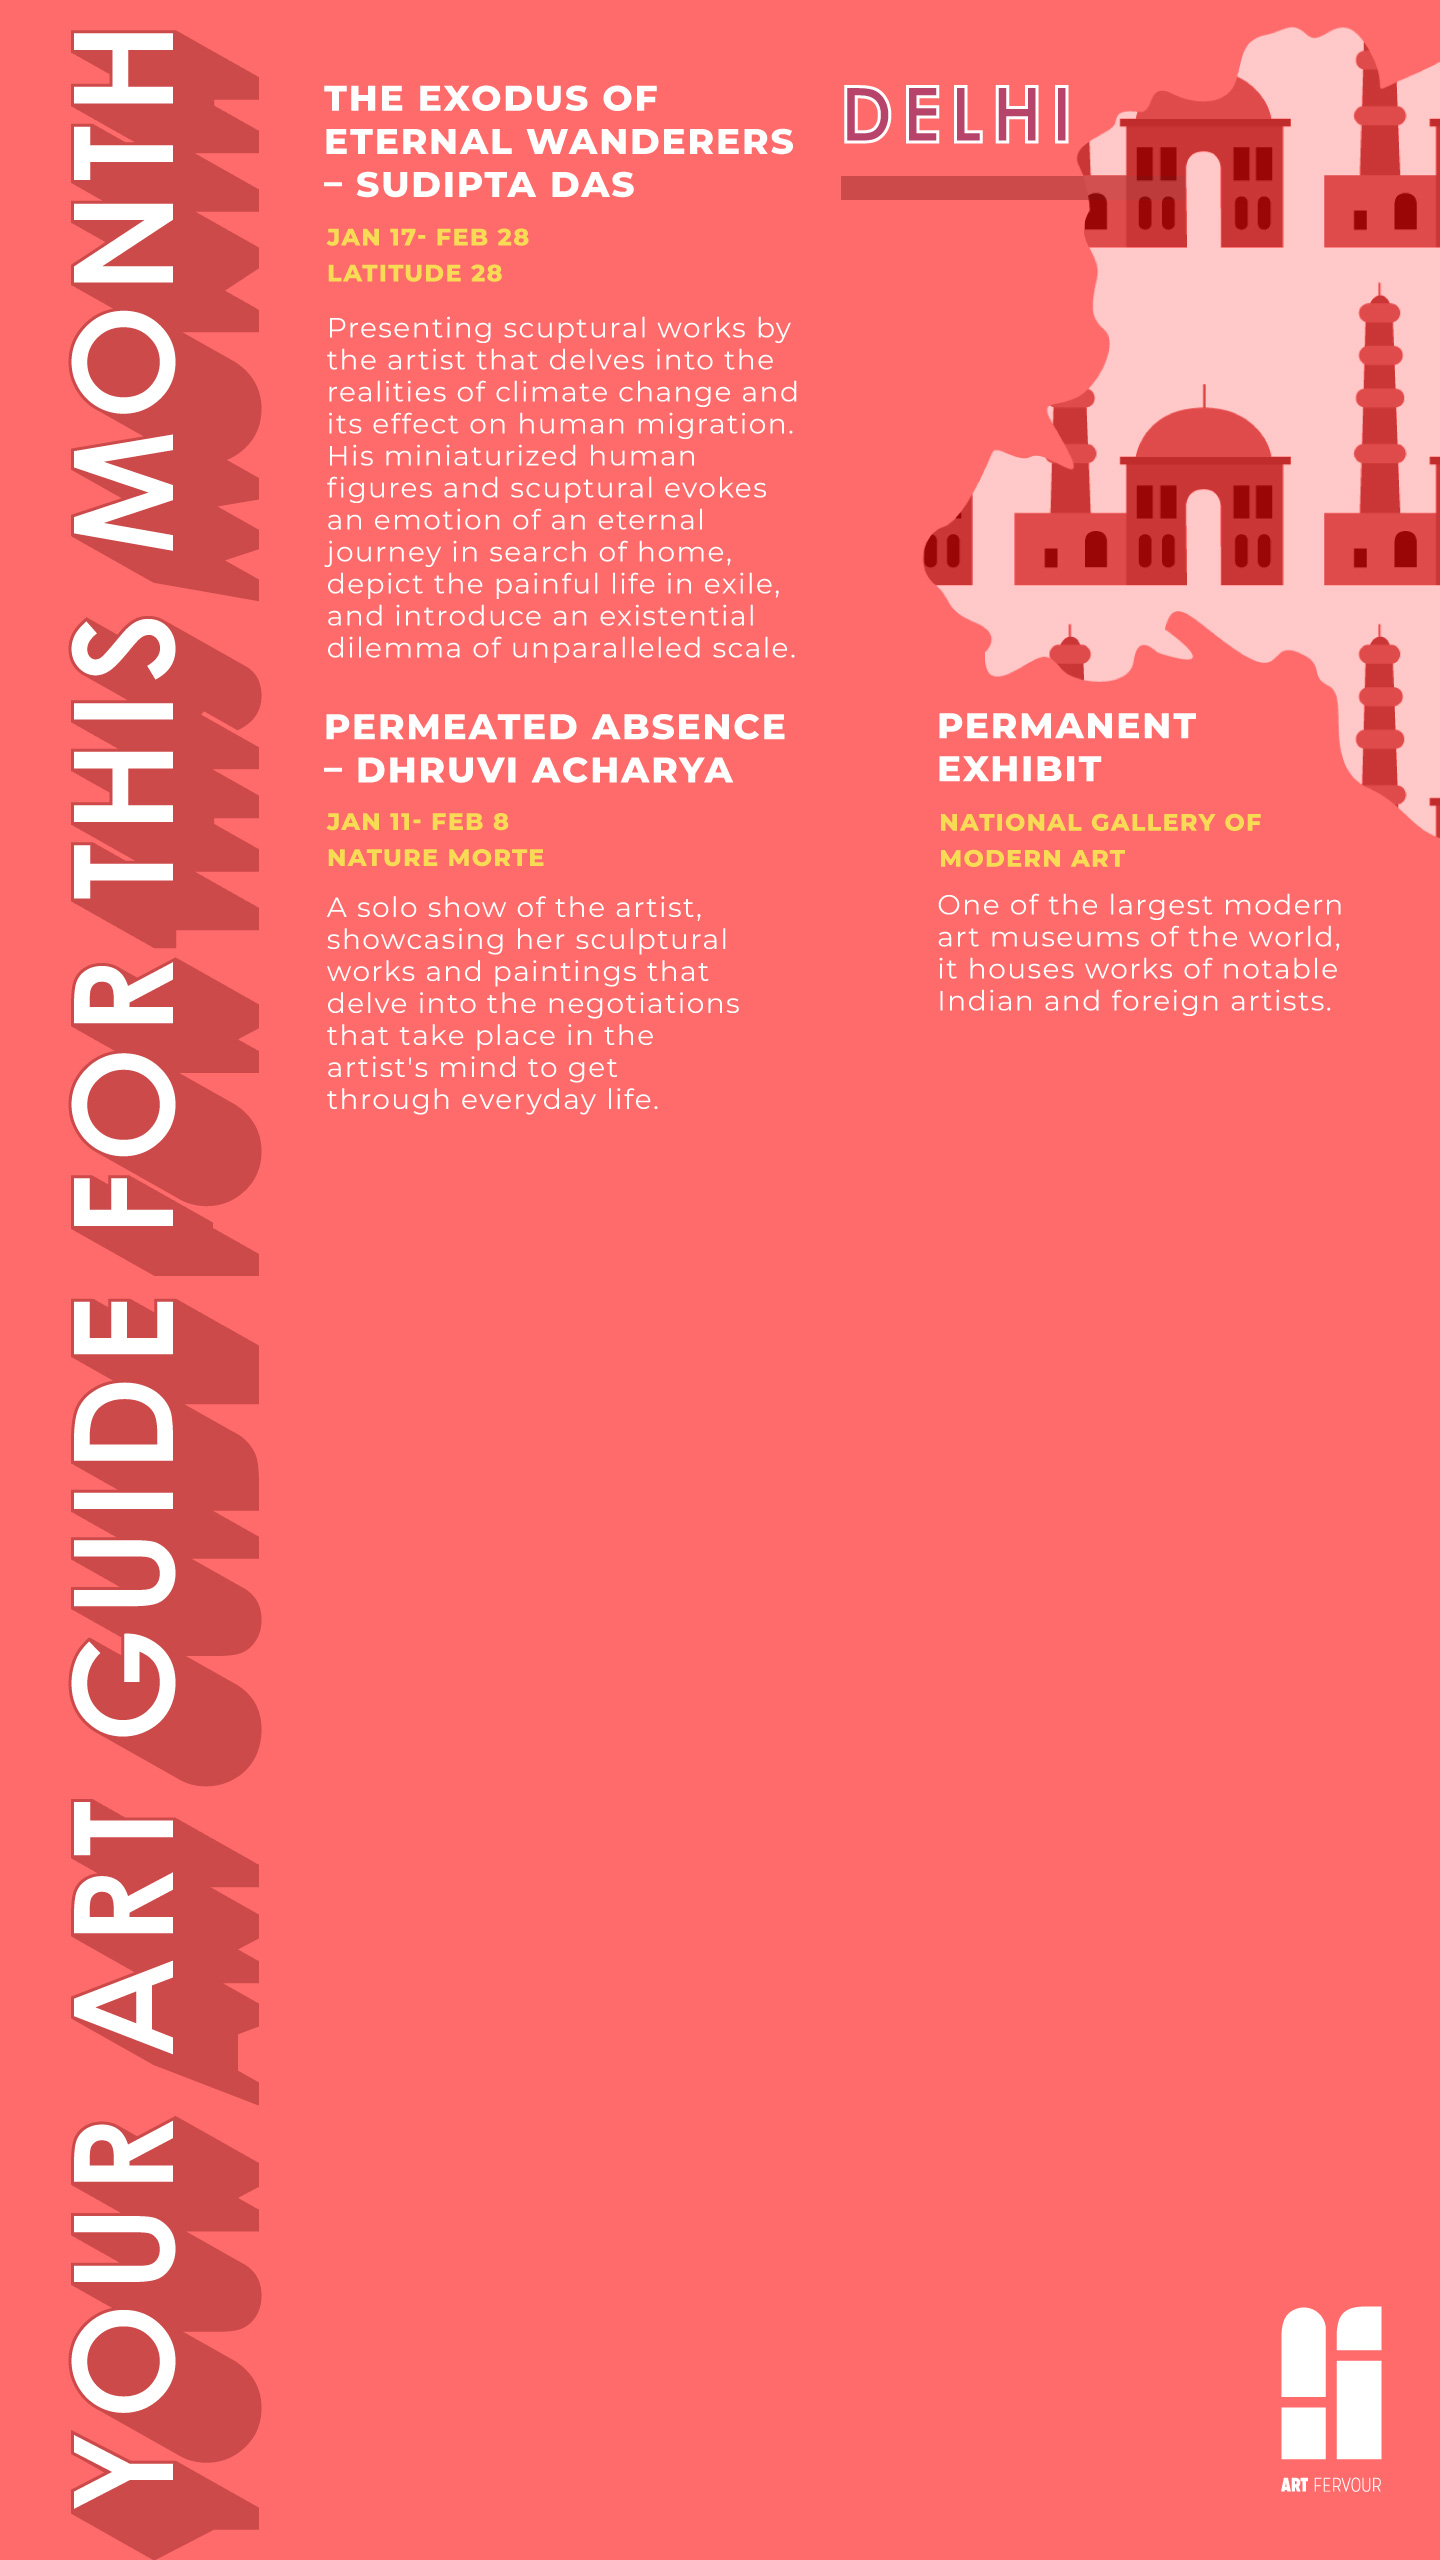 YOUR ART GUIDE FOR THIS MONTH
DELHI
THE EXODUS OF
ETERNAL WANDERERS
– SUDIPTA DAS
JAN 17- FEB 28
LATITUDE 28
Presenting scuptural works by
the artist that delves into the
realities of climate change and
its effect on human migration.
His miniaturized human
figures and scuptural evokes
an emotion of an eternal
journey in search of home,
depict the painful life in exile,
and introduce an existential
dilemma of unparalleled scale.
PERMEATED ABSENCE
– DHRUVI ACHARYA
JAN 11- FEB 8
NATURE MORTE
A solo show of the artist,
showcasing her sculptural
works and paintings that
delve into the negotiations
that take place in the
artist's mind to get
through everyday life.
PERMANENT
EXHIBIT
NATIONAL GALLERY OF
MODERN ART
One of the largest modern
art museums of the world,
it houses works of notable
Indian and foreign artists.
ART FERVOUR